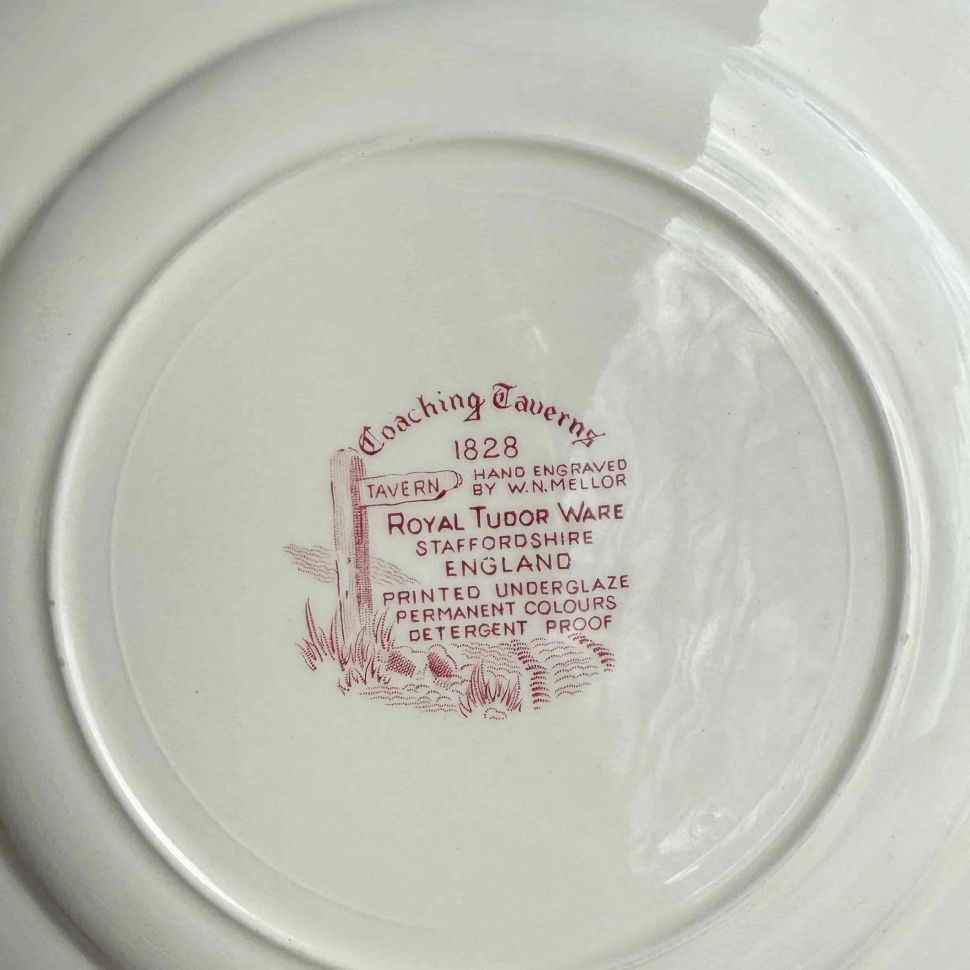 Coaching Taverns
1828
TAVERN
HAND ENGRAVED
BY W.N.MELLOR
ROYAL TUDOR WARE
STAFFORDSHIRE
ENGLAND
PRINTED UNDERGLAZE
PERMANENT COLOURS
DETERGENT PROOF